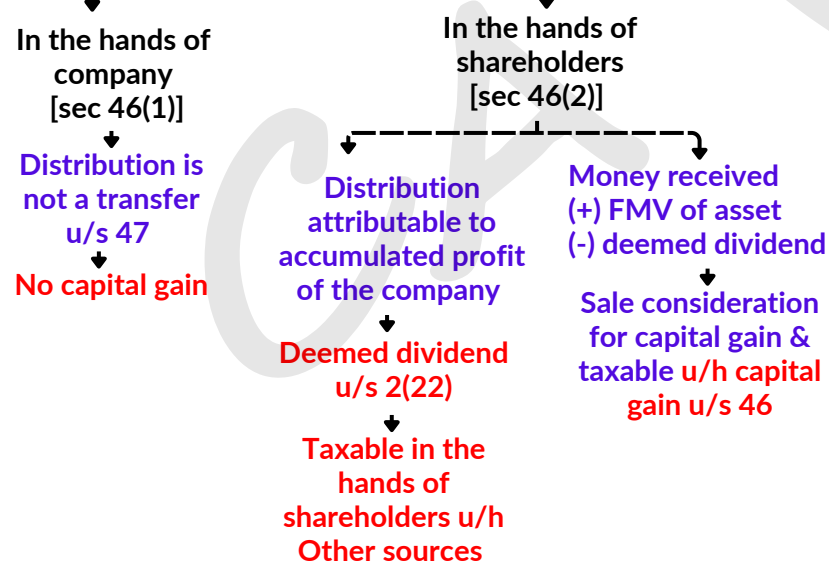 In the hands of
company
[sec 46(1)]
Distribution is
not a transfer
u/s 47
No capital gain
In the hands of
shareholders
[sec 46(2)]
Distribution
attributable to
accumulated profit
of the company
Deemed dividend
u/s 2(22)
Taxable in the
hands of
shareholders u/h
Other sources
Money received
(+) FMV of asset
(-) deemed dividend
Sale consideration
for capital gain &
taxable u/h capital
gain u/s 46
CA